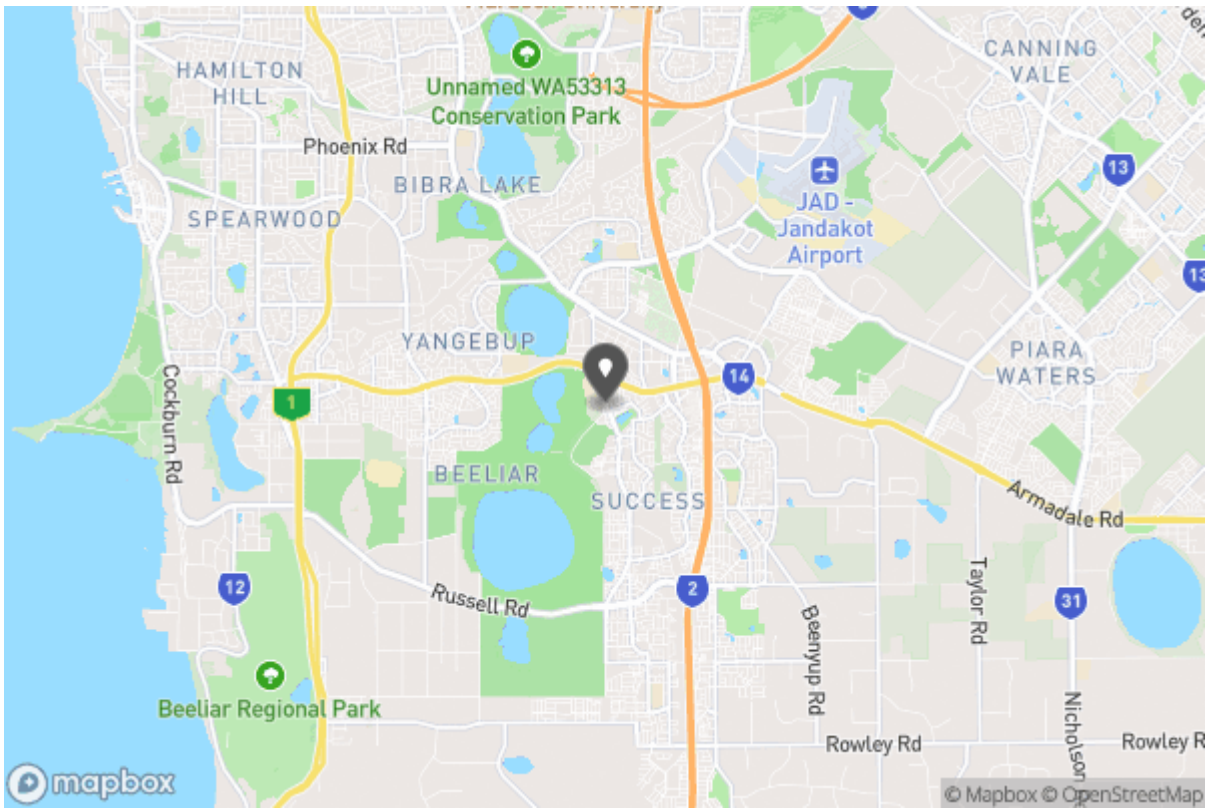 HAMILTON
HILL
Unnamed WA53313
Conservation Park
CANNING
VALE
Phoenix Rd
BIBRA LAKE
13
JAD -
Jandakot
Airport
SPEARWOOD
13
YANGEBUP
PIARA
WATERS
14
1
Cockburn Rd
BEELIAR
SUCCESS
Armadale Rd
12
Russell Rd
2
Beenyup Rd
Taylor Rd
31
Beeliar Regional Park
Nicholson
Rowley Rd
Rowley R
mapbox
© Mapbox © OpenStreetMap